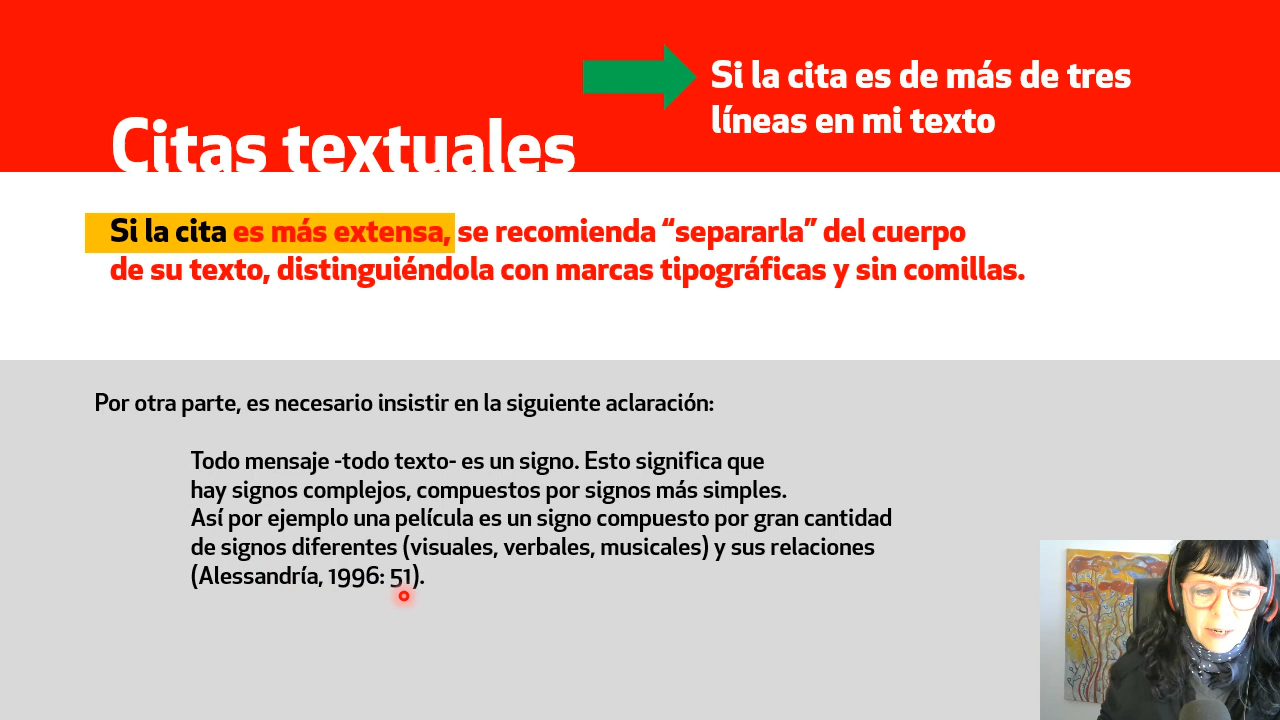 Si la cita es de más de tres
líneas en mi texto
Citas textuales
Si la cita es más extensa, se recomienda “separarla” del cuerpo
de su texto, distinguiéndola con marcas tipográficas y sin comillas.
Por otra parte, es necesario insistir en la siguiente aclaración:
Todo mensaje -todo texto- es un signo. Esto significa que
hay signos complejos, compuestos por signos más simples.
Así por ejemplo una película es un signo compuesto por gran cantidad
de signos diferentes (visuales, verbales, musicales) y sus relaciones
(Alessandría, 1996: 51).